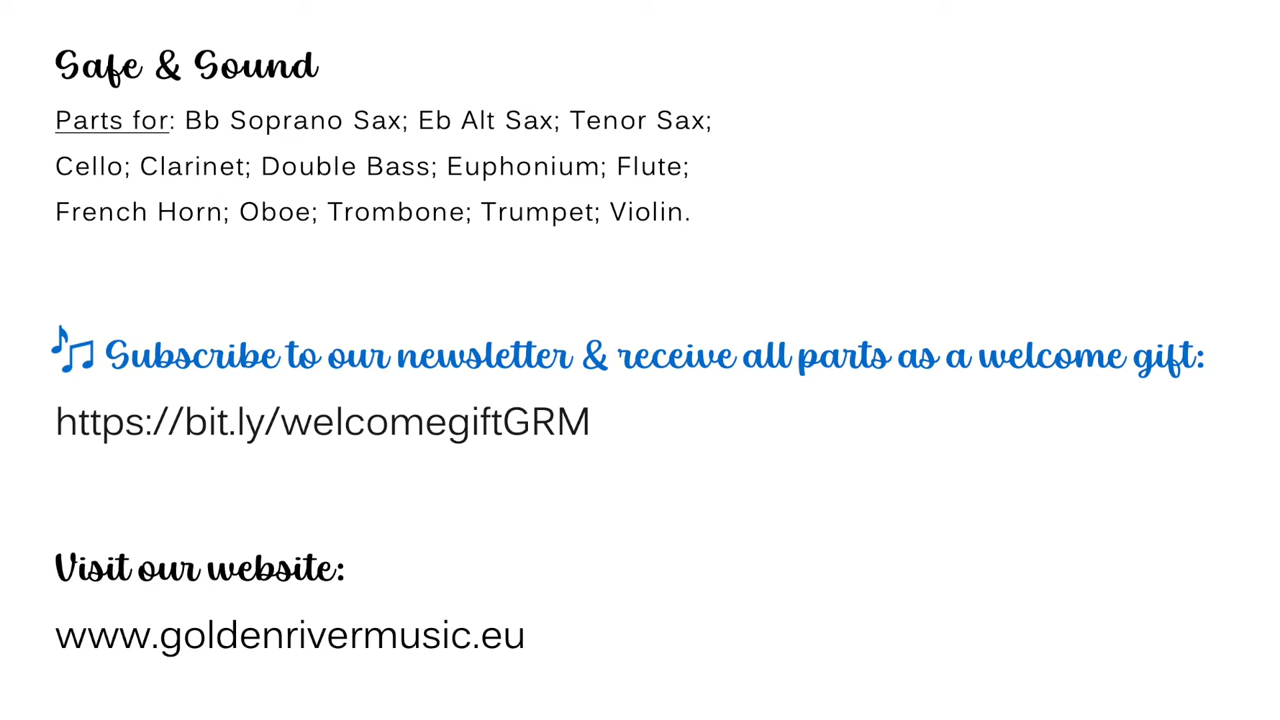 Safe & Sound
Parts for: Bb Soprano Sax; Eb Alt Sax; Tenor Sax;
Cello; Clarinet; Double Bass; Euphonium; Flute;
French Horn; Oboe; Trombone; Trumpet; Violin.
Subscribe to our newsletter & receive all parts as a welcome gift:
https://bit.ly/welcomegiftGRM
Visit our website:
www.goldenrivermusic.eu